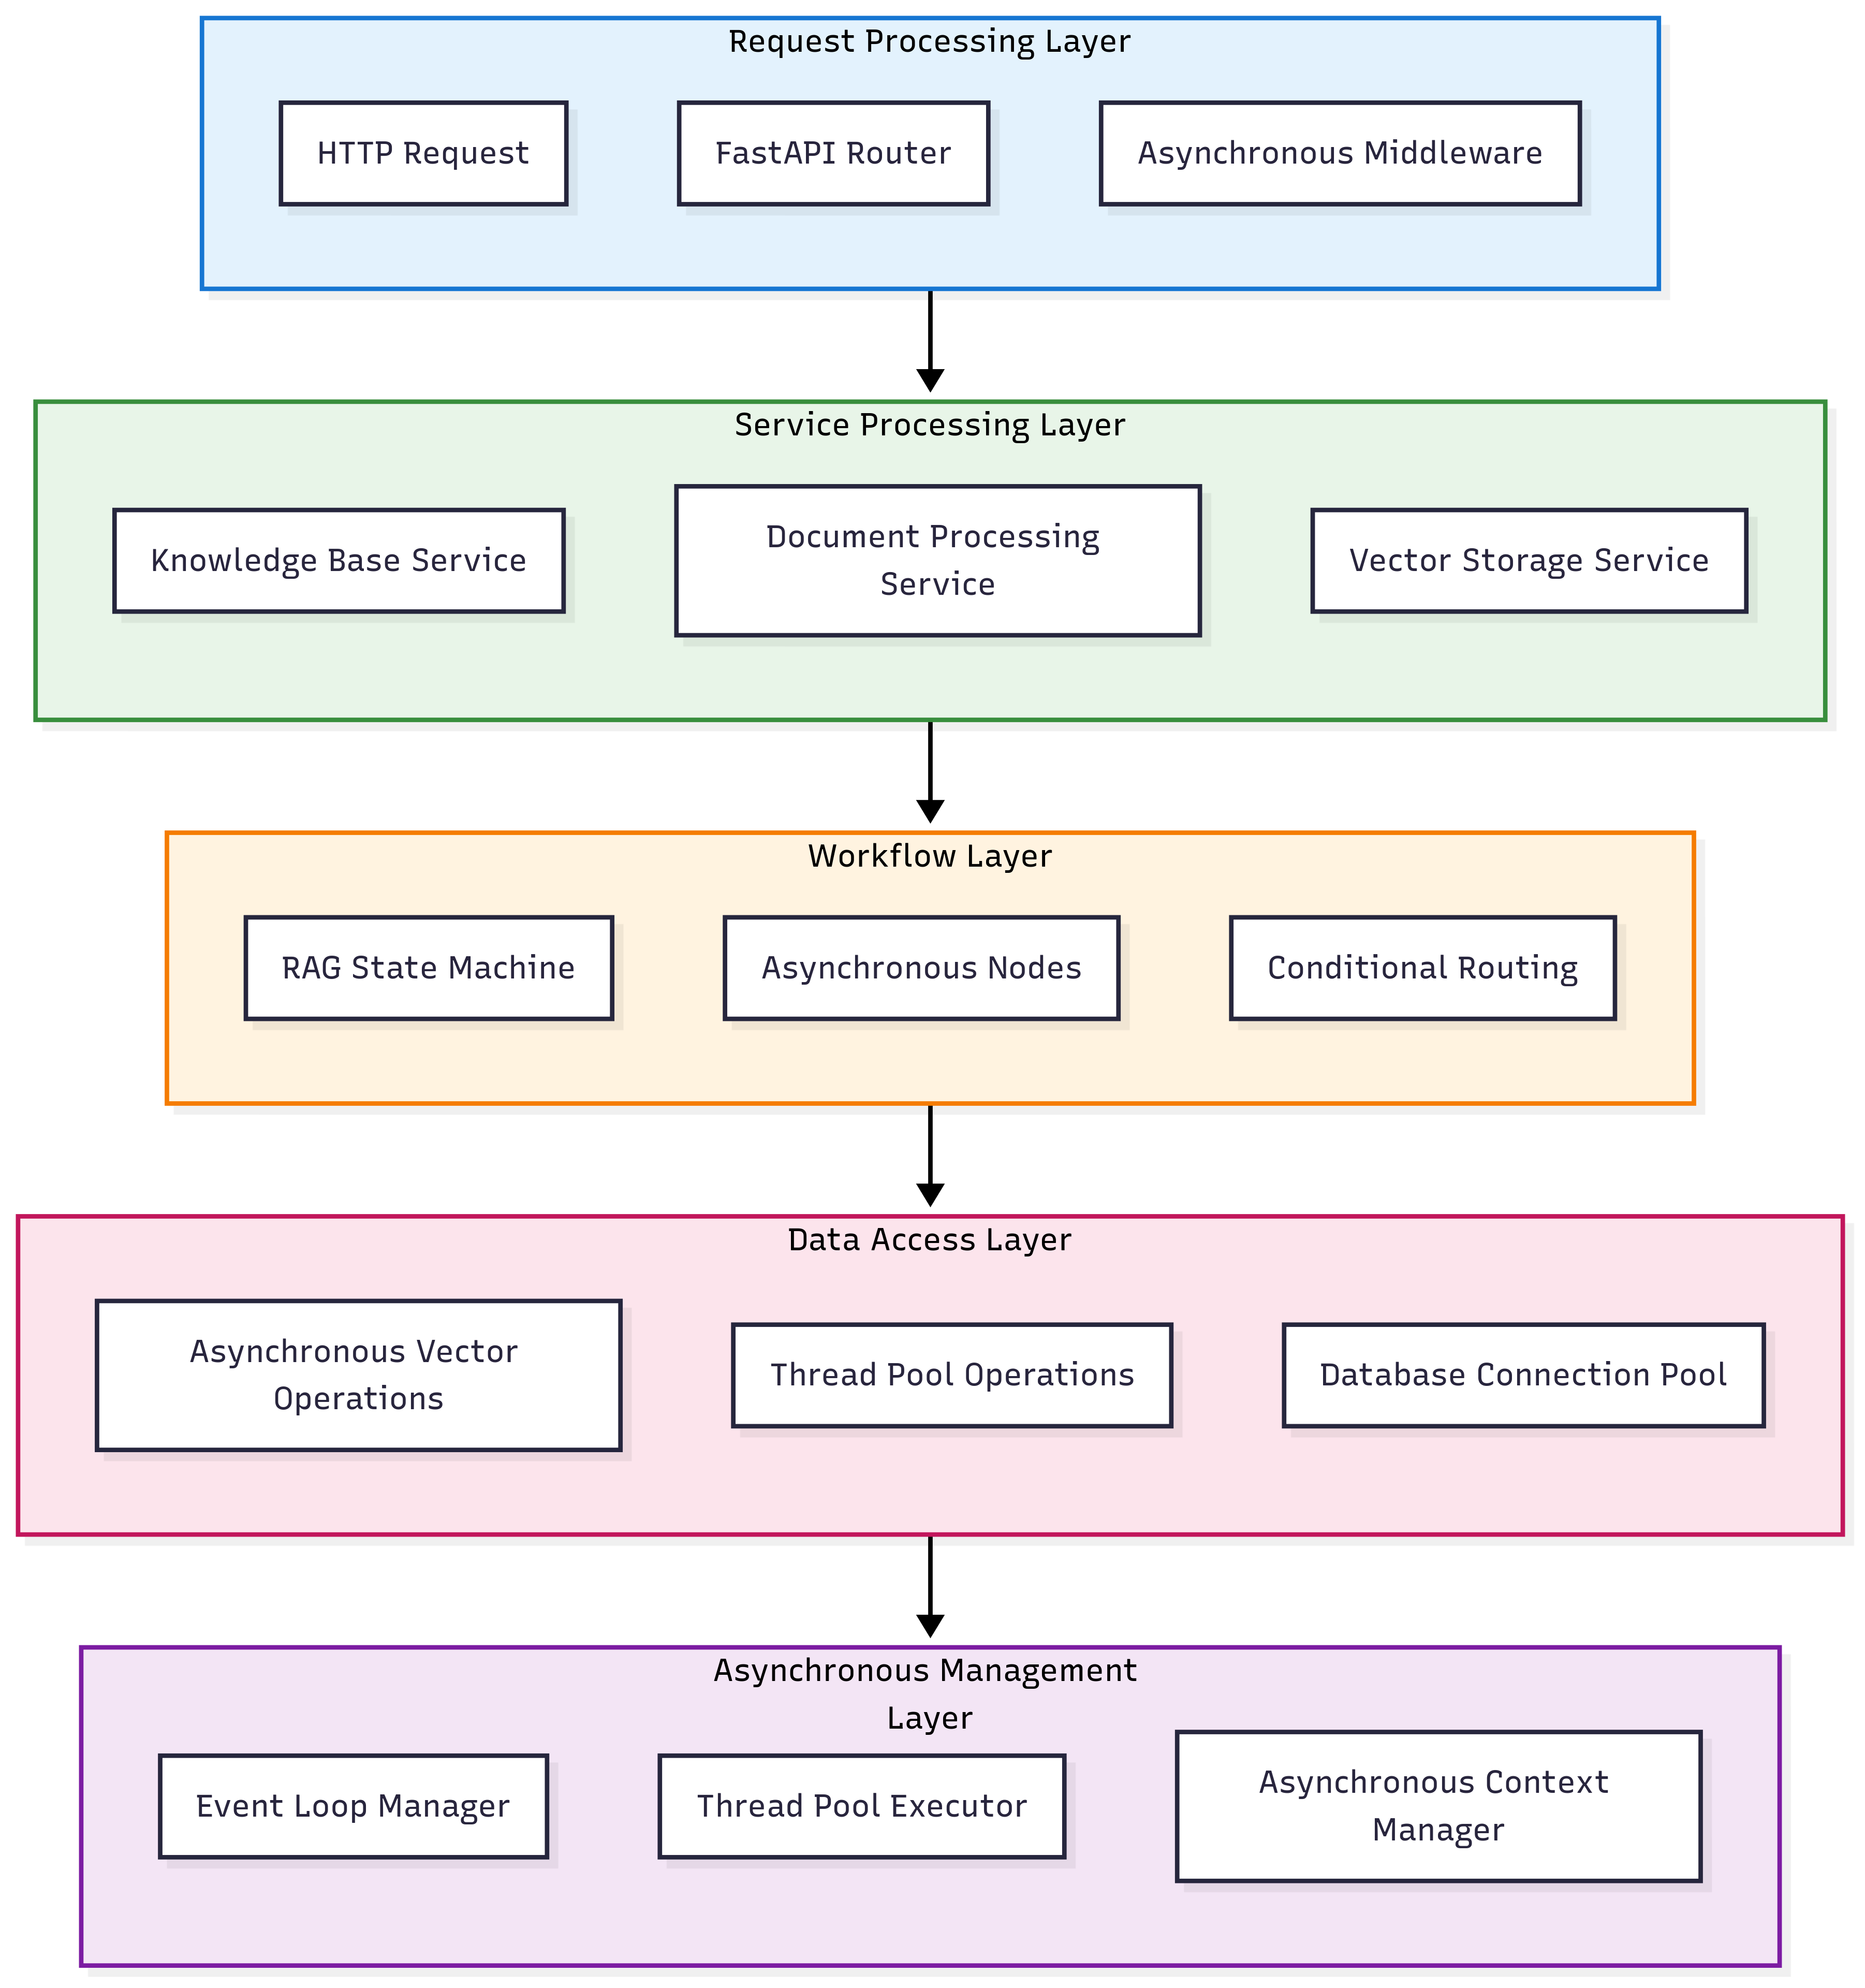 Request Processing Layer
HTTP Request
FastAPI Router
Asynchronous Middleware
Service Processing Layer
Knowledge Base Service
Document Processing
Service
Vector Storage Service
Workflow Layer
RAG State Machine
Asynchronous Nodes
Conditional Routing
Data Access Layer
Asynchronous Vector
Operations
Thread Pool Operations
Database Connection Pool
Asynchronous Management
Layer
Event Loop Manager
Thread Pool Executor
Asynchronous Context
Manager